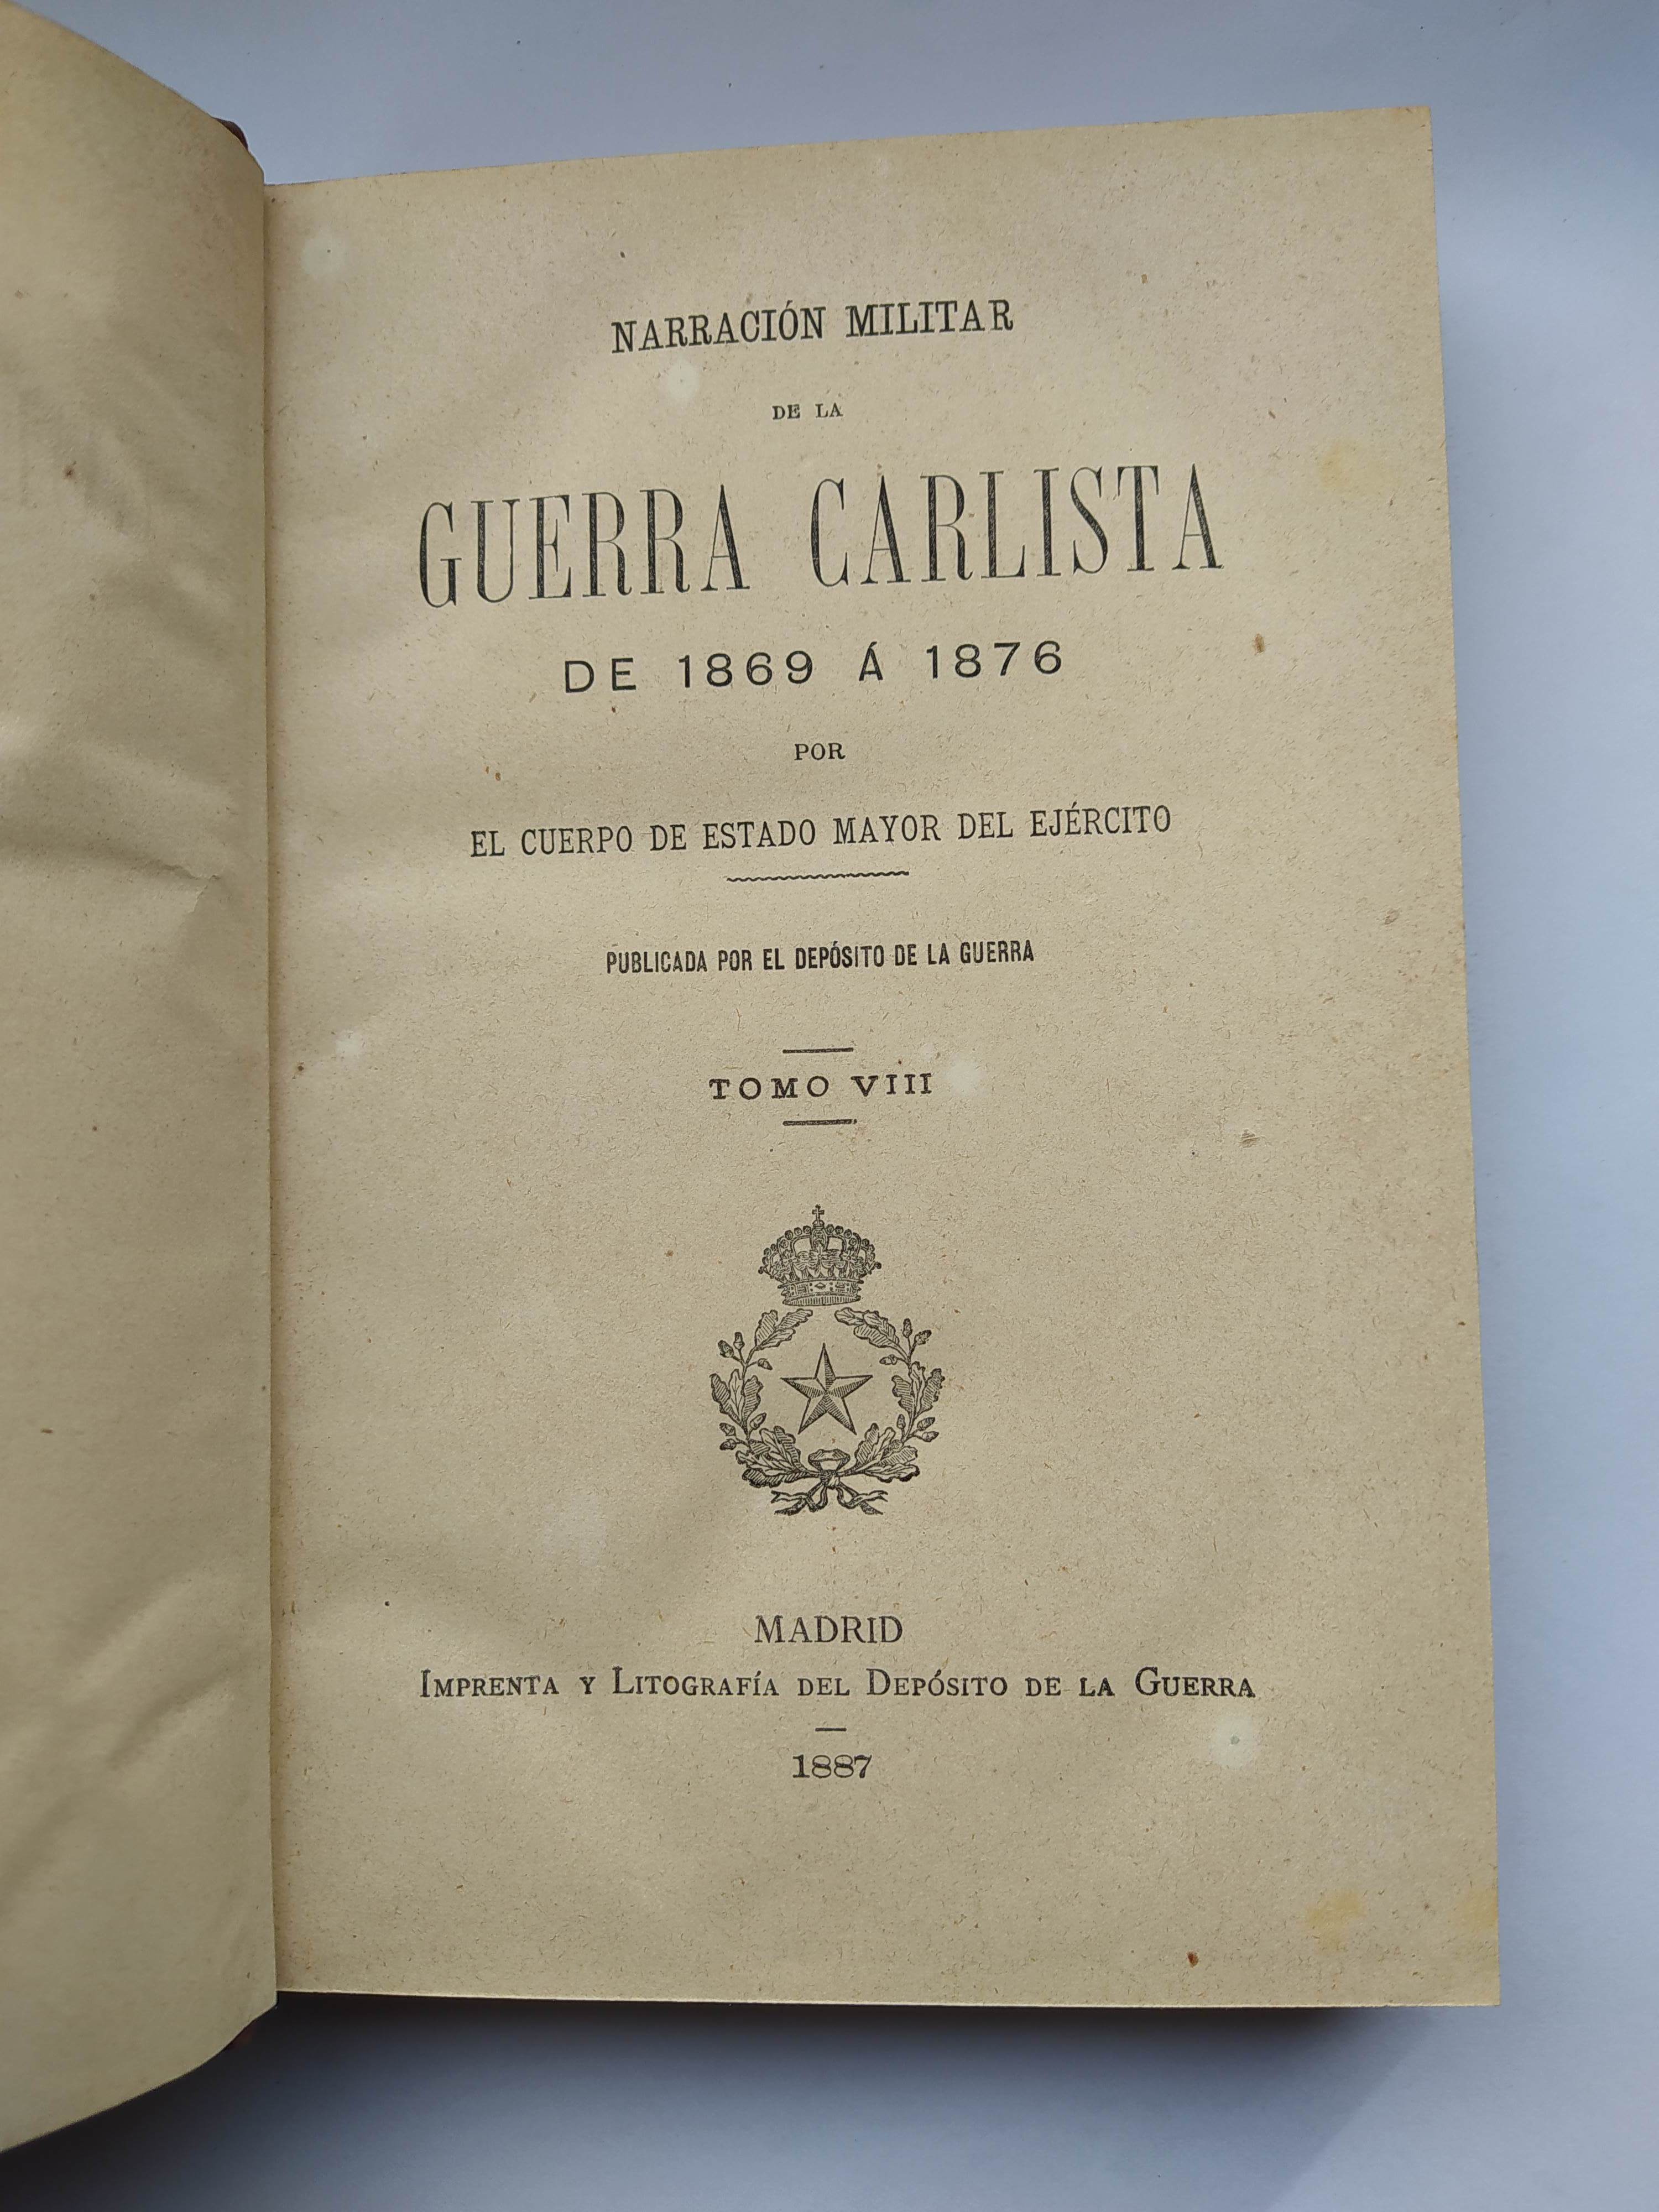 NARRACIÓN MILITAR
DE LA
GUERRA CARLISTA
DE 1869 Á 1876
POR
EL CUERPO DE ESTADO MAYOR DEL EJÉRCITO
PUBLICADA POR EL DEPÓSITO DE LA GUERRA
TOMO VIII
MADRID
IMPRENTA Y LITOGRAFÍA DEL DEPÓSITO DE LA GUERRA
1887